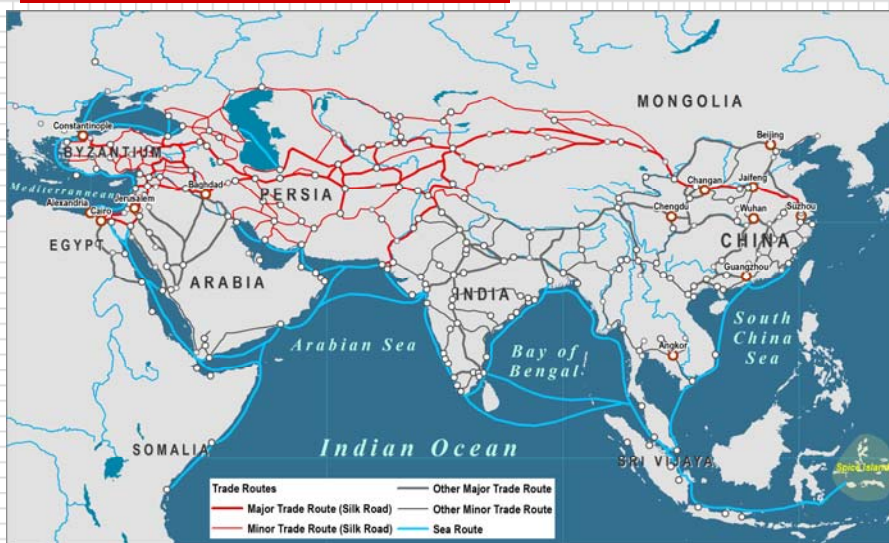 MONGOLIA
Constantinople
BYZANTIUM
Beijing
Mediterranean
Baghdad
PERSIA
Changan
Jaifeng
Alexandria
Jerusalem
Cairo
Chengdu
Wuhan
Suzhou
EGYPT
CHINA
ARABIA
INDIA
Guangzhou
Arabian Sea
Bay of
Bengal
South
China
Sea
Angkor
SOMALIA
Indian Ocean
SRI VIJAYA
Spice Island
Trade Routes
Major Trade Route (Silk Road)
Minor Trade Route (Silk Road)
Other Major Trade Route
Other Minor Trade Route
Sea Route